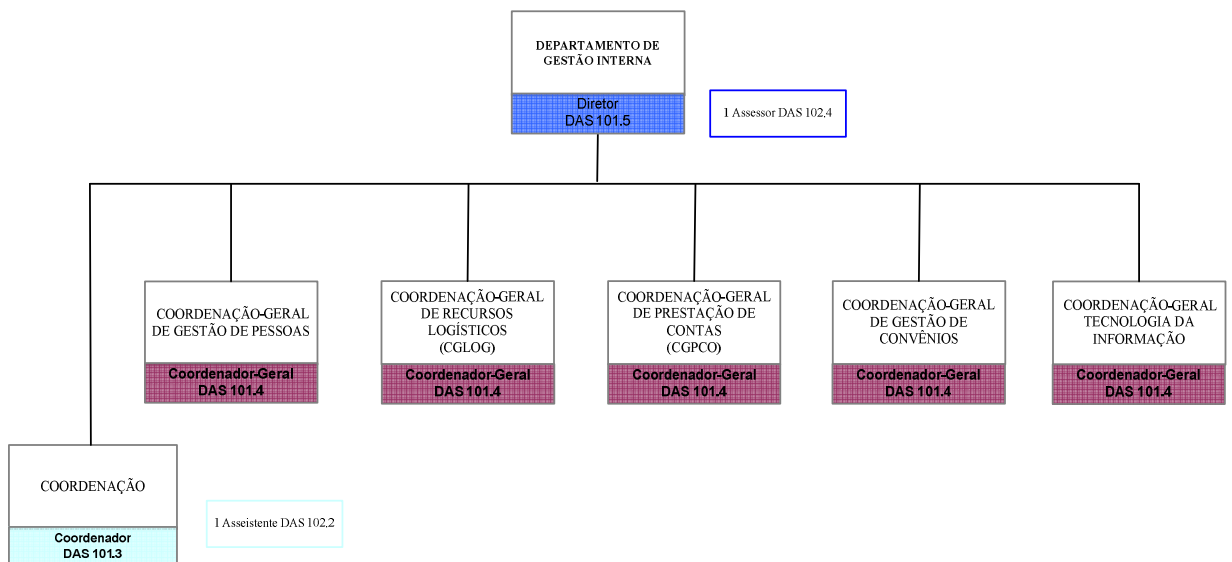 DEPARTAMENTO DE
GESTÃO INTERNA
Diretor
DAS 101.5
1 Assessor DAS 102.4
COORDENAÇÃO-GERAL
DE GESTÃO DE PESSOAS
Coordenador-Geral
DAS 101.4
COORDENAÇÃO-GERAL
DE RECURSOS
LOGÍSTICOS
(CGLOG)
Coordenador-Geral
DAS 101.4
COORDENAÇÃO-GERAL
DE PRESTAÇÃO DE
CONTAS
(CGPCO)
Coordenador-Geral
DAS 101.4
COORDENAÇÃO-GERAL
DE GESTÃO DE
CONVÊNIOS
Coordenador-Geral
DAS 101.4
COORDENAÇÃO-GERAL
TECNOLOGIA DA
INFORMAÇÃO
Coordenador-Geral
DAS 101.4
COORDENAÇÃO
Coordenador
DAS 101.3
1 Asseistente DAS 102.2